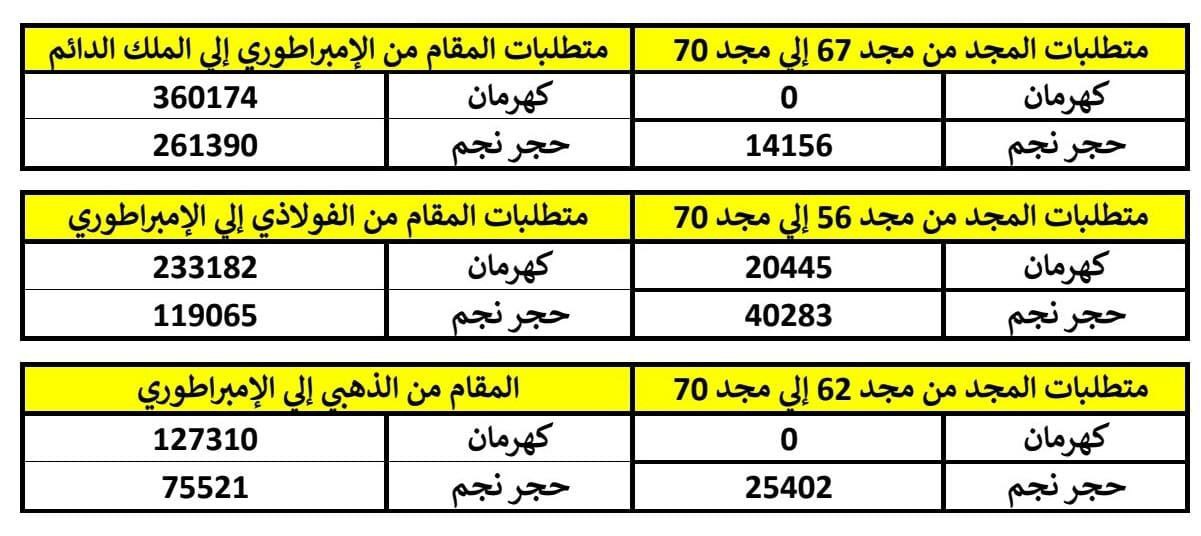 متطلبات المجد من مجد 67 إلي مجد 70 متطلبات المقام من الإمبراطوري إلي الملك الدائم
كهرمان 0 كهرمان 360174
حجر نجم 14156 حجر نجم 261390
متطلبات المجد من مجد 56 إلي مجد 70 متطلبات المقام من الفولاذي إلي الإمبراطوري
كهرمان 20445 كهرمان 233182
حجر نجم 40283 حجر نجم 119065
متطلبات المجد من مجد 62 إلي مجد 70 المقام من الذهبي إلي الإمبراطوري
كهرمان 0 كهرمان 127310
حجر نجم 25402 حجر نجم 75521